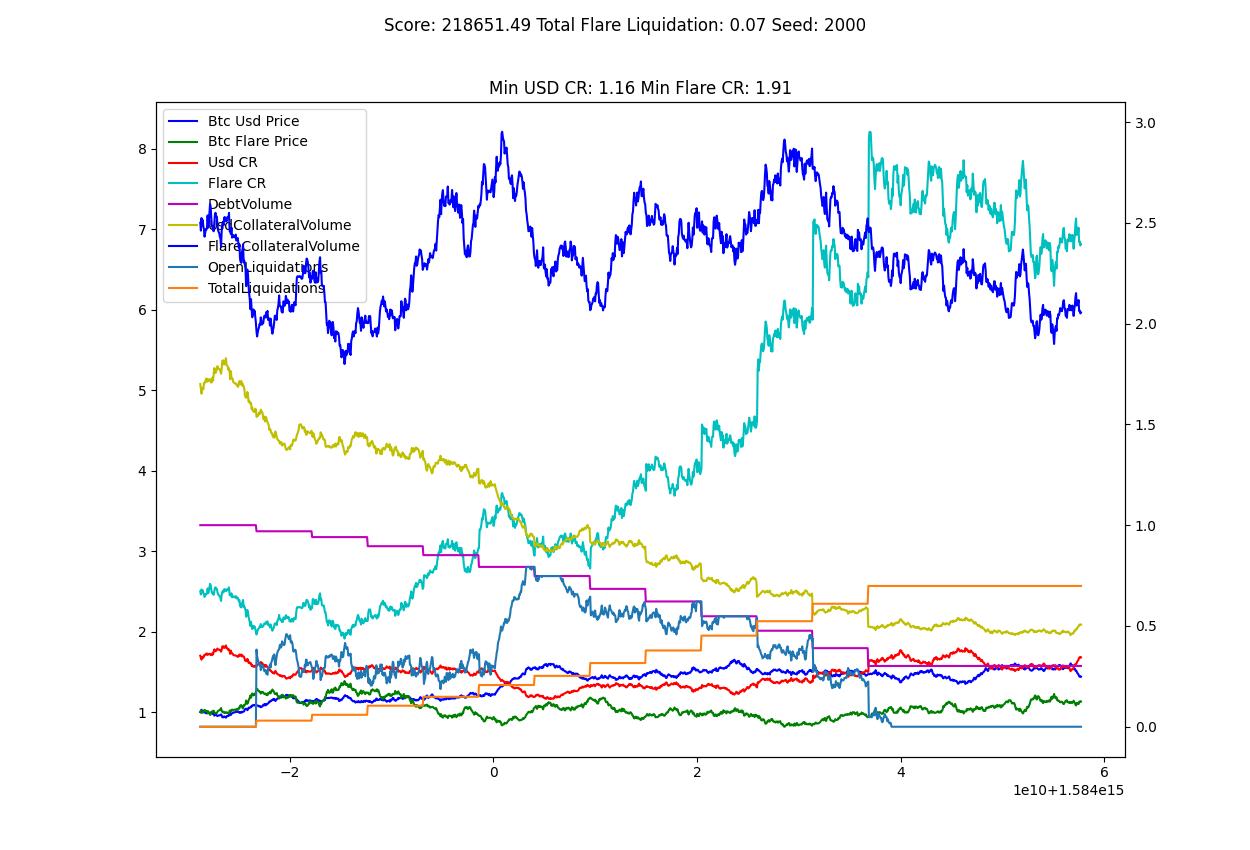 Score: 218651.49 Total Flare Liquidation: 0.07 Seed: 2000
Min USD CR: 1.16 Min Flare CR: 1.91
Btc Usd Price
Btc Flare Price
Usd CR
Flare CR
DebtVolume
UsdCollateralVolume
FlareCollateralVolume
OpenLiquidations
TotalLiquidations
8
7
6
5
4
3
2
1
3.0
2.5
2.0
1.5
1.0
0.5
0.0
−2
0
2
4
6
1e10+1.584e15